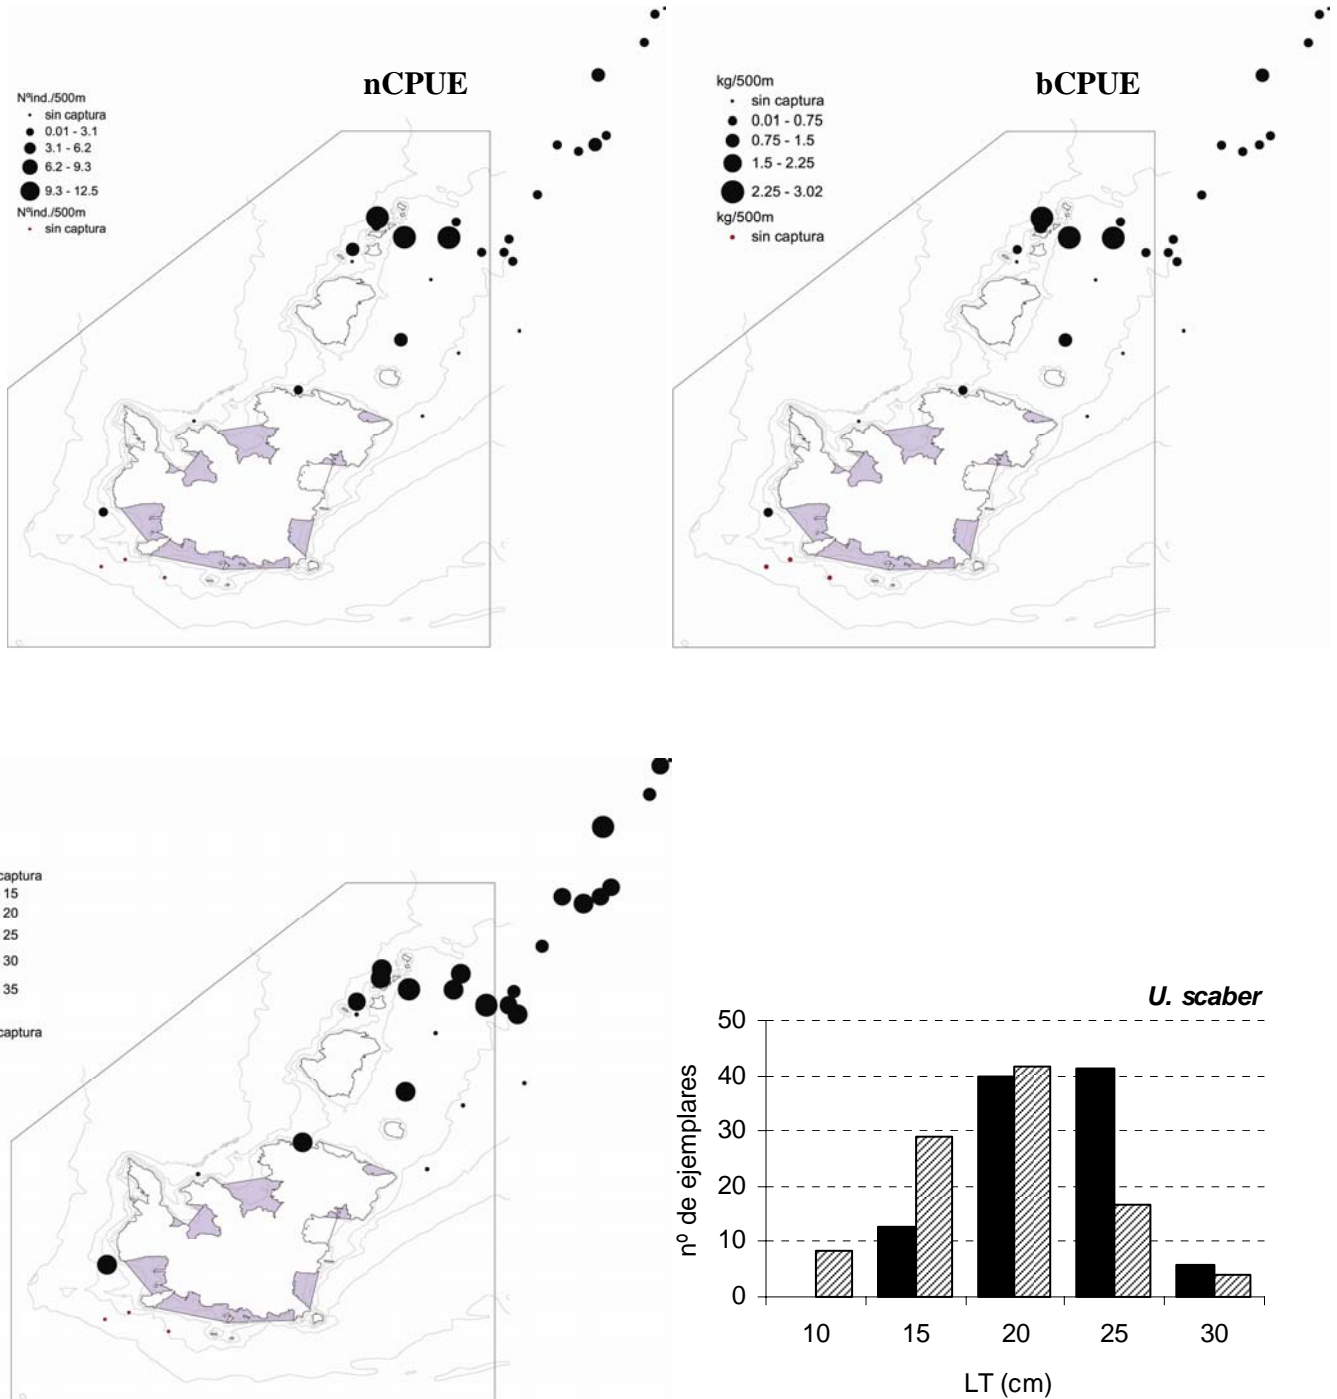 nCPUE
Nºind./500m
sin captura
0.01 - 3.1
3.1 - 6.2
6.2 - 9.3
9.3 - 12.5
Nºind./500m
sin captura
bCPUE
kg/500m
sin captura
0.01 - 0.75
0.75 - 1.5
1.5 - 2.25
2.25 - 3.02
kg/500m
sin captura
captura
15
20
25
30
35
captura
U. scaber
nº de ejemplares
50
40
30
20
10
0
10 15 20 25 30
LT (cm)